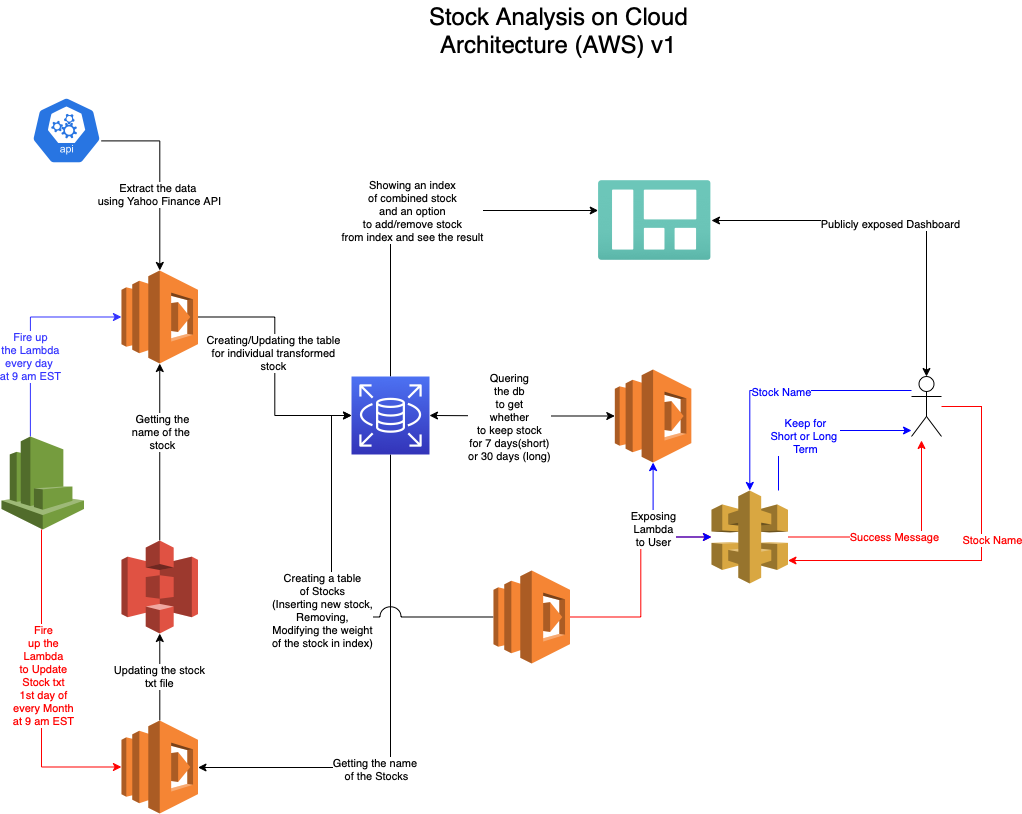 Stock Analysis on Cloud
Architecture (AWS) v1
api
Extract the data
using Yahoo Finance API
Showing an index
of combined stock
and an option
to add/remove stock
from index and see the result
Publicly exposed Dashboard
Fire up
the Lambda
every day
at 9 am EST
Creating/Updating the table
for individual transformed
stock
Getting the
name of the
stock
Quering
the db
to get
whether
to keep stock
for 7 days(short)
or 30 days (long)
Stock Name
Keep for
Short or Long
Term
Exposing
Lambda
to User
Success Message
Stock Name
Creating a table
of Stocks
(Inserting new stock,
Removing,
Modifying the weight
of the stock in index)
Fire
up the
Lambda
to Update
Stock txt
1st day of
every Month
at 9 am EST
Updating the stock
txt file
Getting the name
of the Stocks